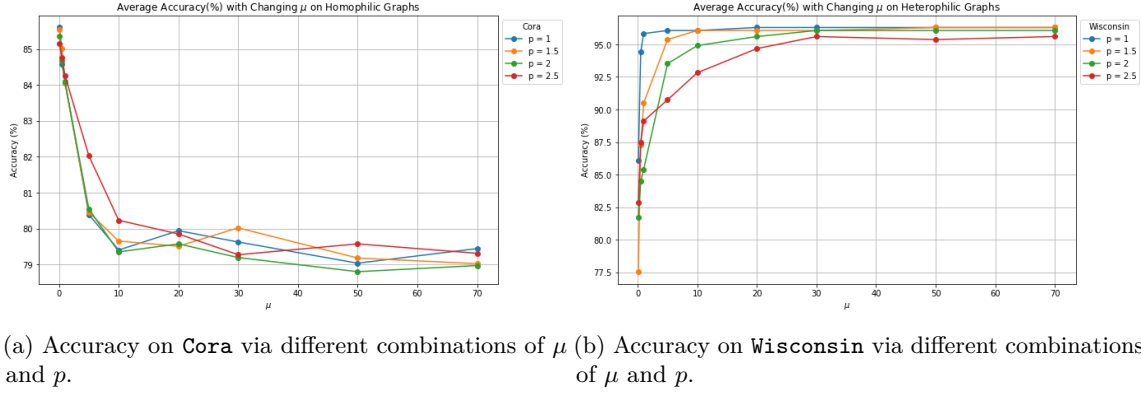 Average Accuracy(%) with Changing μ on Homophilic Graphs
Cora
p = 1
p = 1.5
p = 2
p = 2.5
Accuracy (%)
85
84
83
82
81
80
79
0 10 20 30 40 50 60 70
μ
Average Accuracy(%) with Changing μ on Heterophilic Graphs
Wisconsin
p = 1
p = 1.5
p = 2
p = 2.5
Accuracy (%)
95.0
92.5
90.0
87.5
85.0
82.5
80.0
77.5
0 10 20 30 40 50 60 70
μ
(a) Accuracy on Cora via different combinations of μ
and p.
(b) Accuracy on Wisconsin via different combinations
of μ and p.